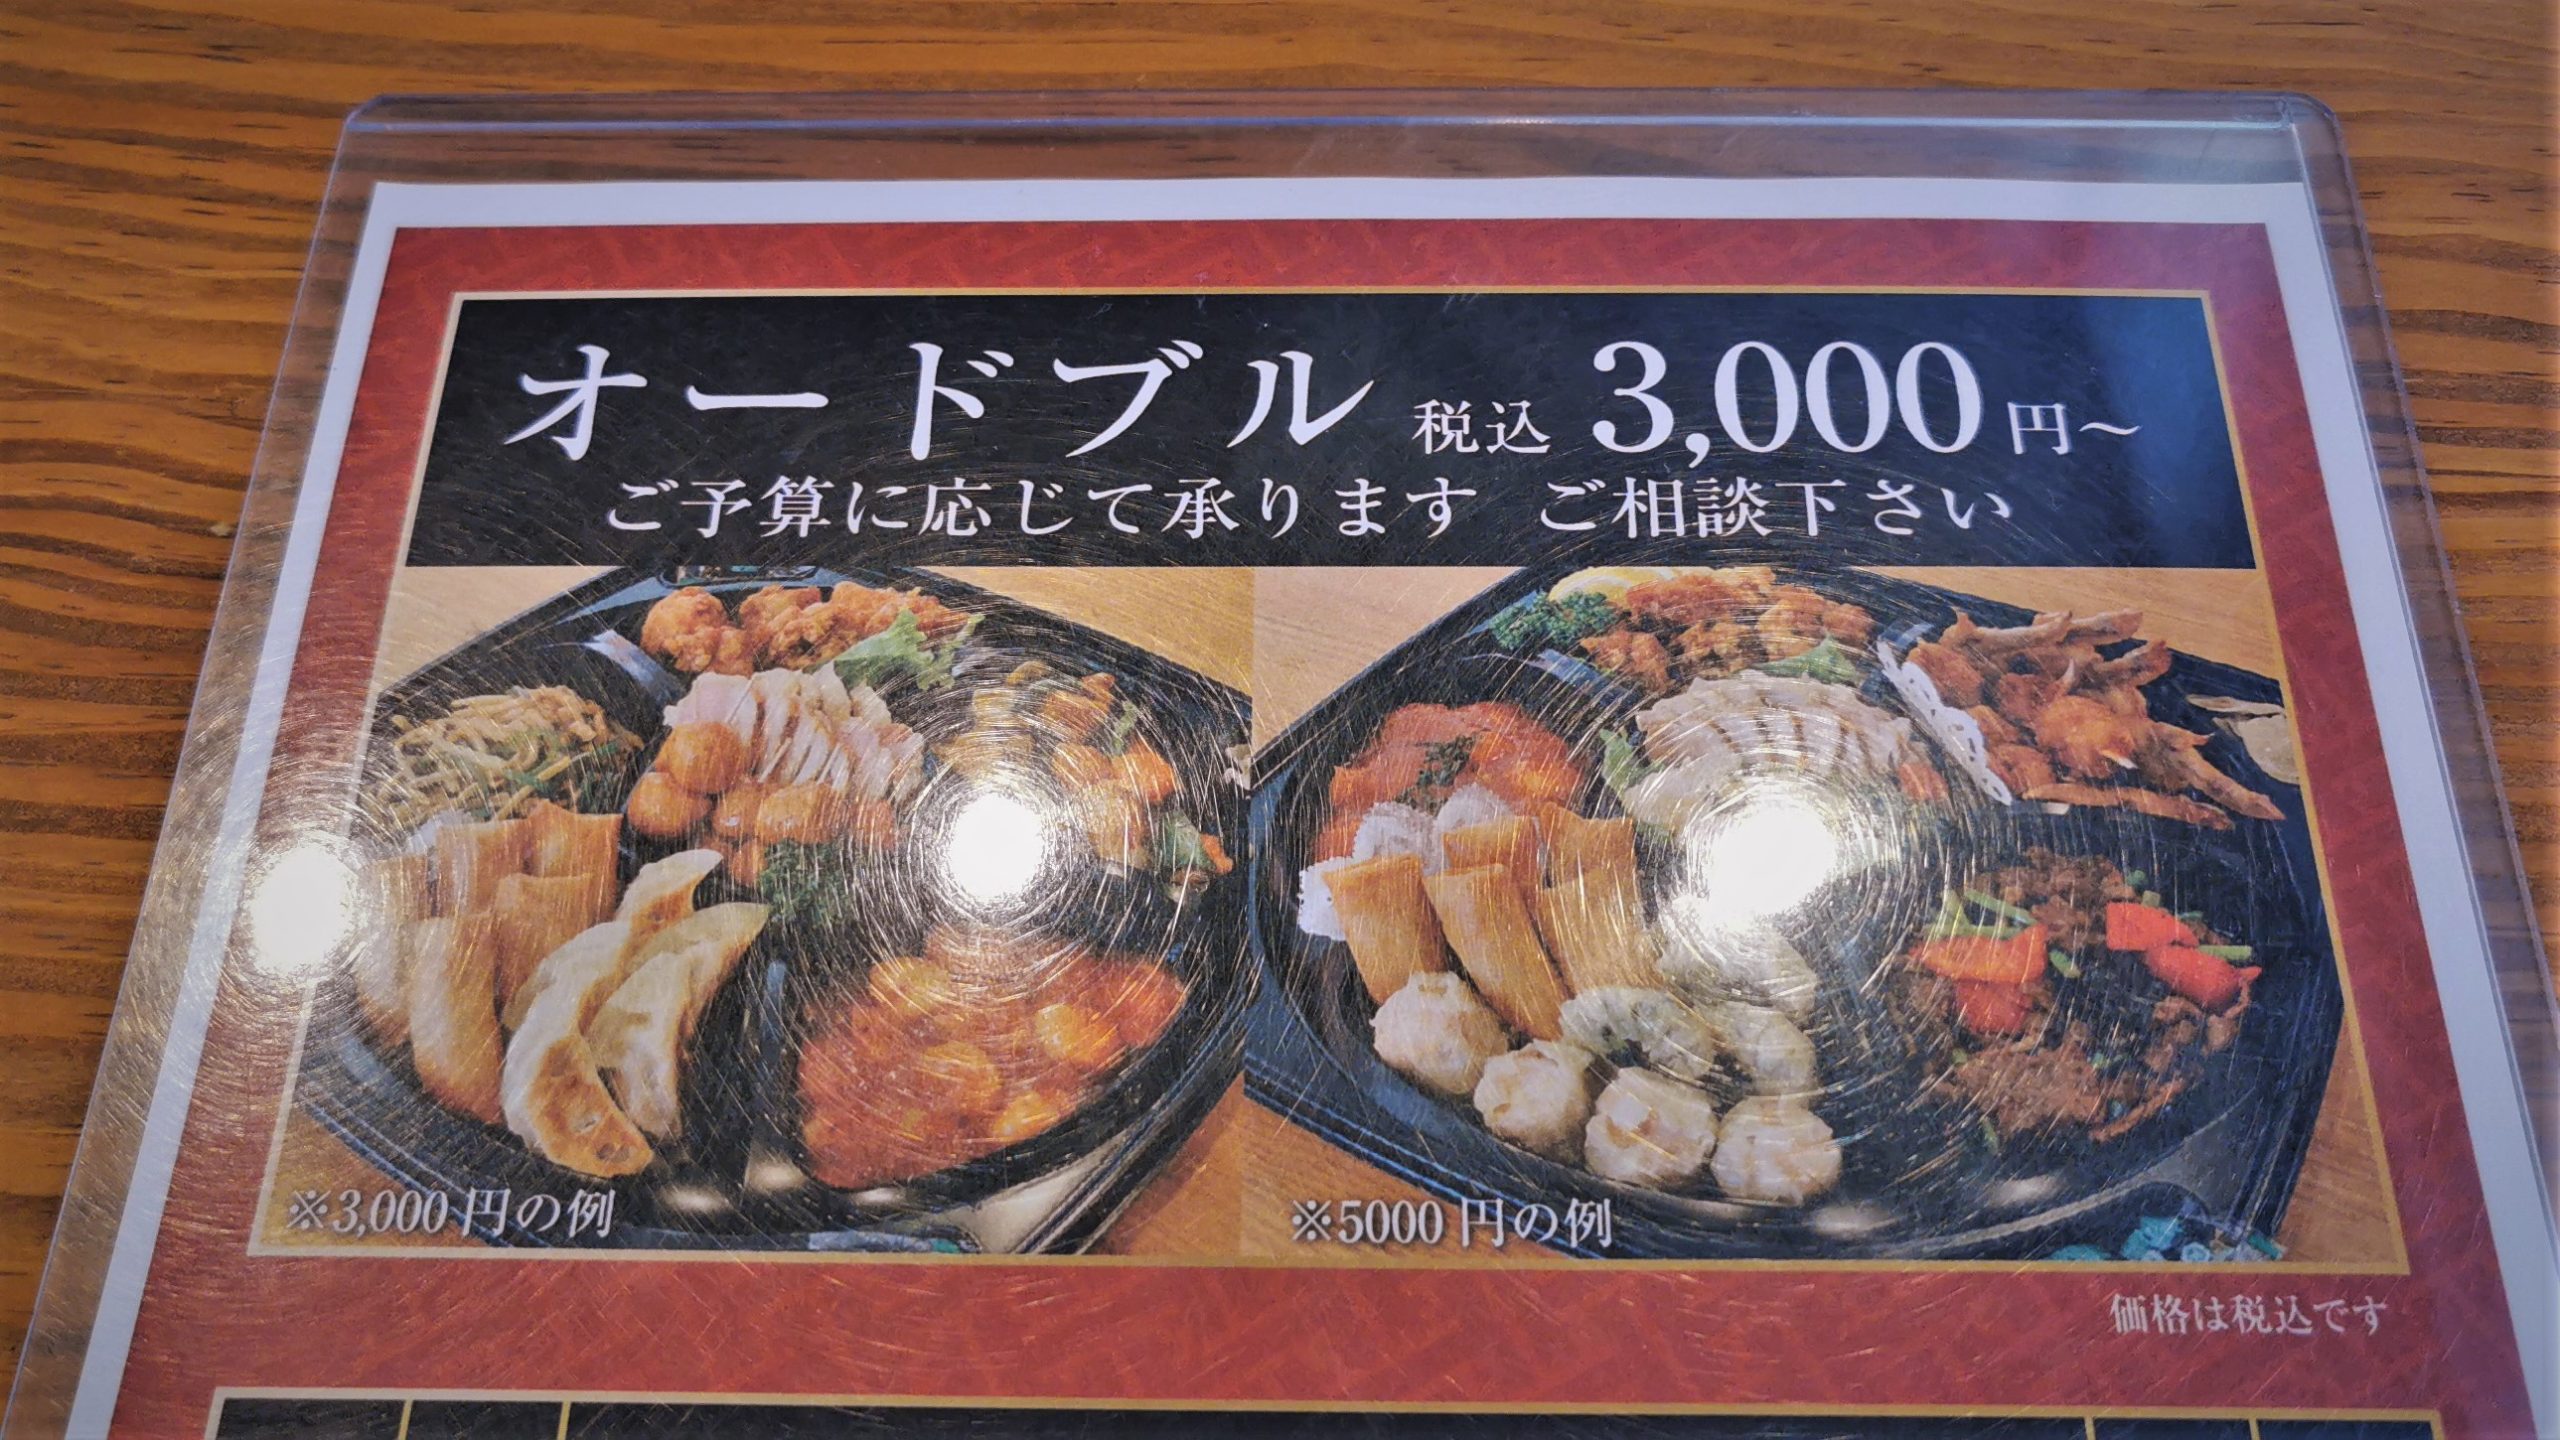 オードブル 税込 3,000円～
ご予算に応じて承ります ご相談下さい
※3,000円の例
※5000円の例
価格は税込です